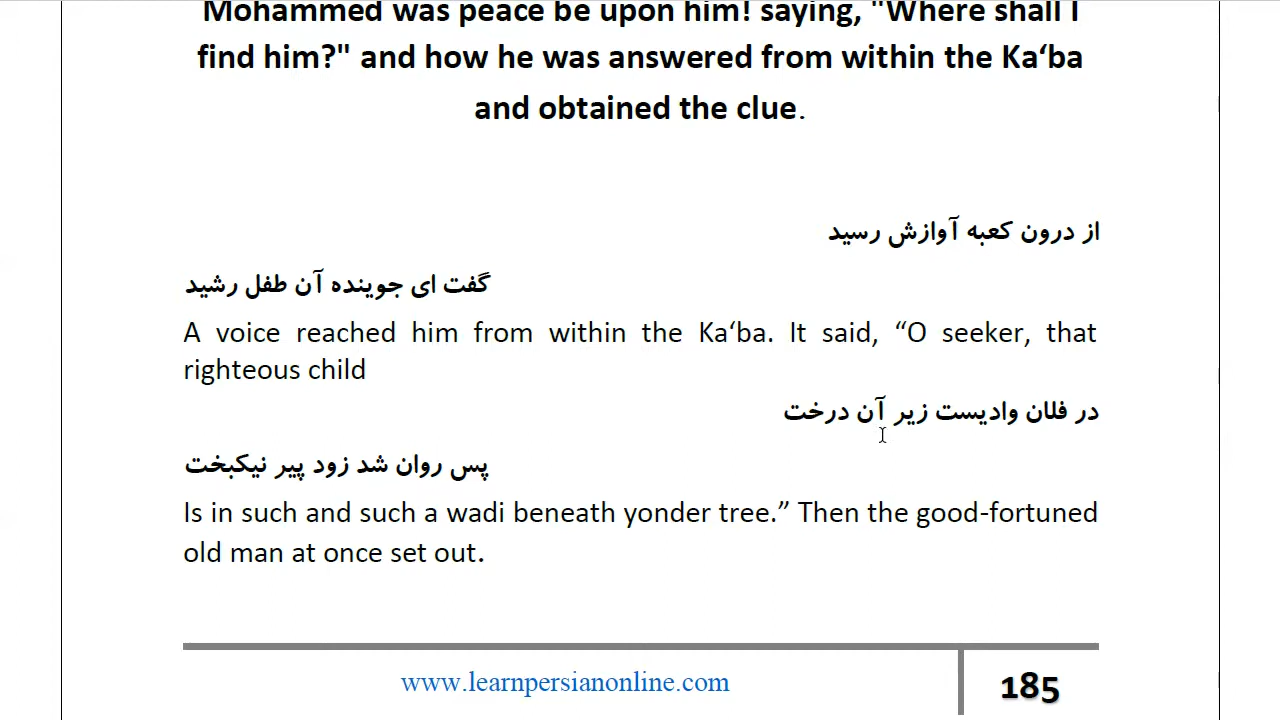 Mohammed was peace be upon him! saying, "Where shall I
find him?" and how he was answered from within the Ka‘ba
and obtained the clue.
از درون کعبه آوازش رسید
گفت ای جوینده آن طفل رشید
A voice reached him from within the Ka‘ba. It said, “O seeker, that
righteous child
در فلان وادیست زیر آن درخت
پس روان شد زود پیر نیکبخت
Is in such and such a wadi beneath yonder tree.” Then the good-fortuned
old man at once set out.
www.learnpersianonline.com
185